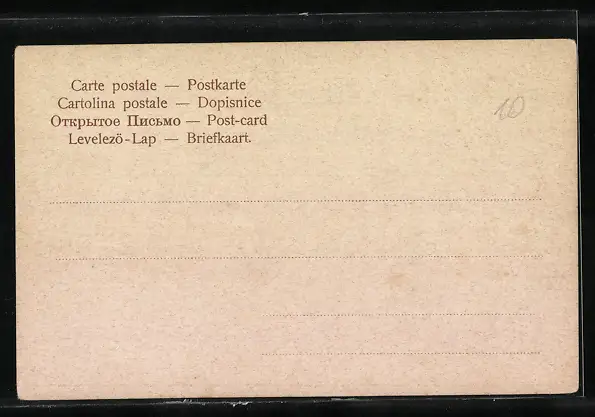 Carte postale — Postkarte
Cartolina postale — Dopisnice
Открытое Письмо — Post-card
Levelezö-Lap — Briefkaart.
10